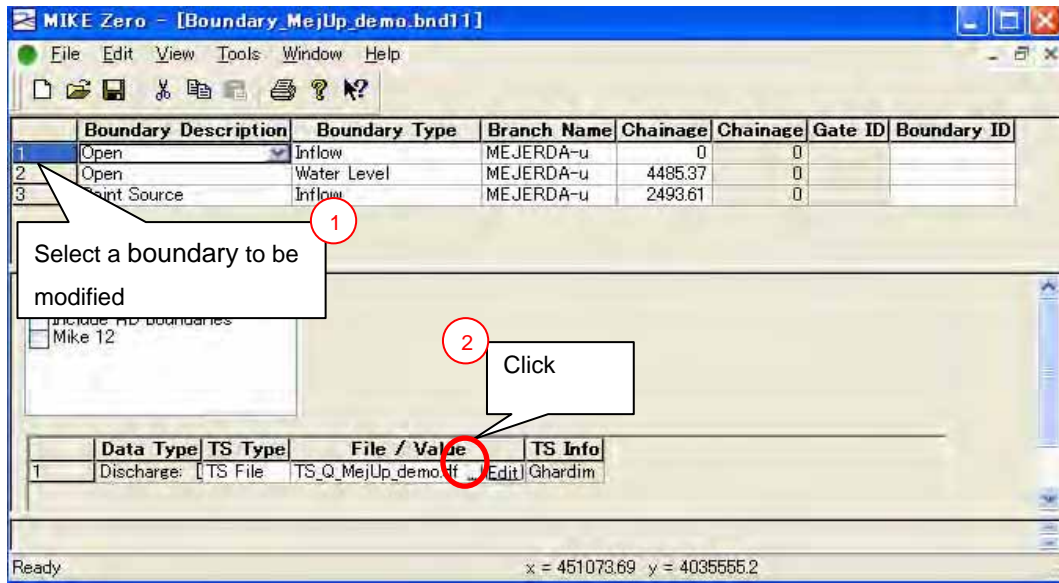 MIKE Zero - [Boundary_MejUp_demo.bnd11]
File Edit View Tools Window Help
Boundary Description Boundary Type Branch Name Chainage Chainage Gate ID Boundary ID
1 Open Inflow MEJERDA-u 0 0
2 Open Water Level MEJERDA-u 4485.37 0
3 Point Source Inflow MEJERDA-u 2493.61 0
1
Select a boundary to be
modified
Include AD boundaries
Mike 12
2
Click
Data Type TS Type File / Value TS Info
1 Discharge: [ TS File TS_Q_MejUp_demo.df ... Edit Ghardim
Ready x = 451073.69 y = 4035555.2